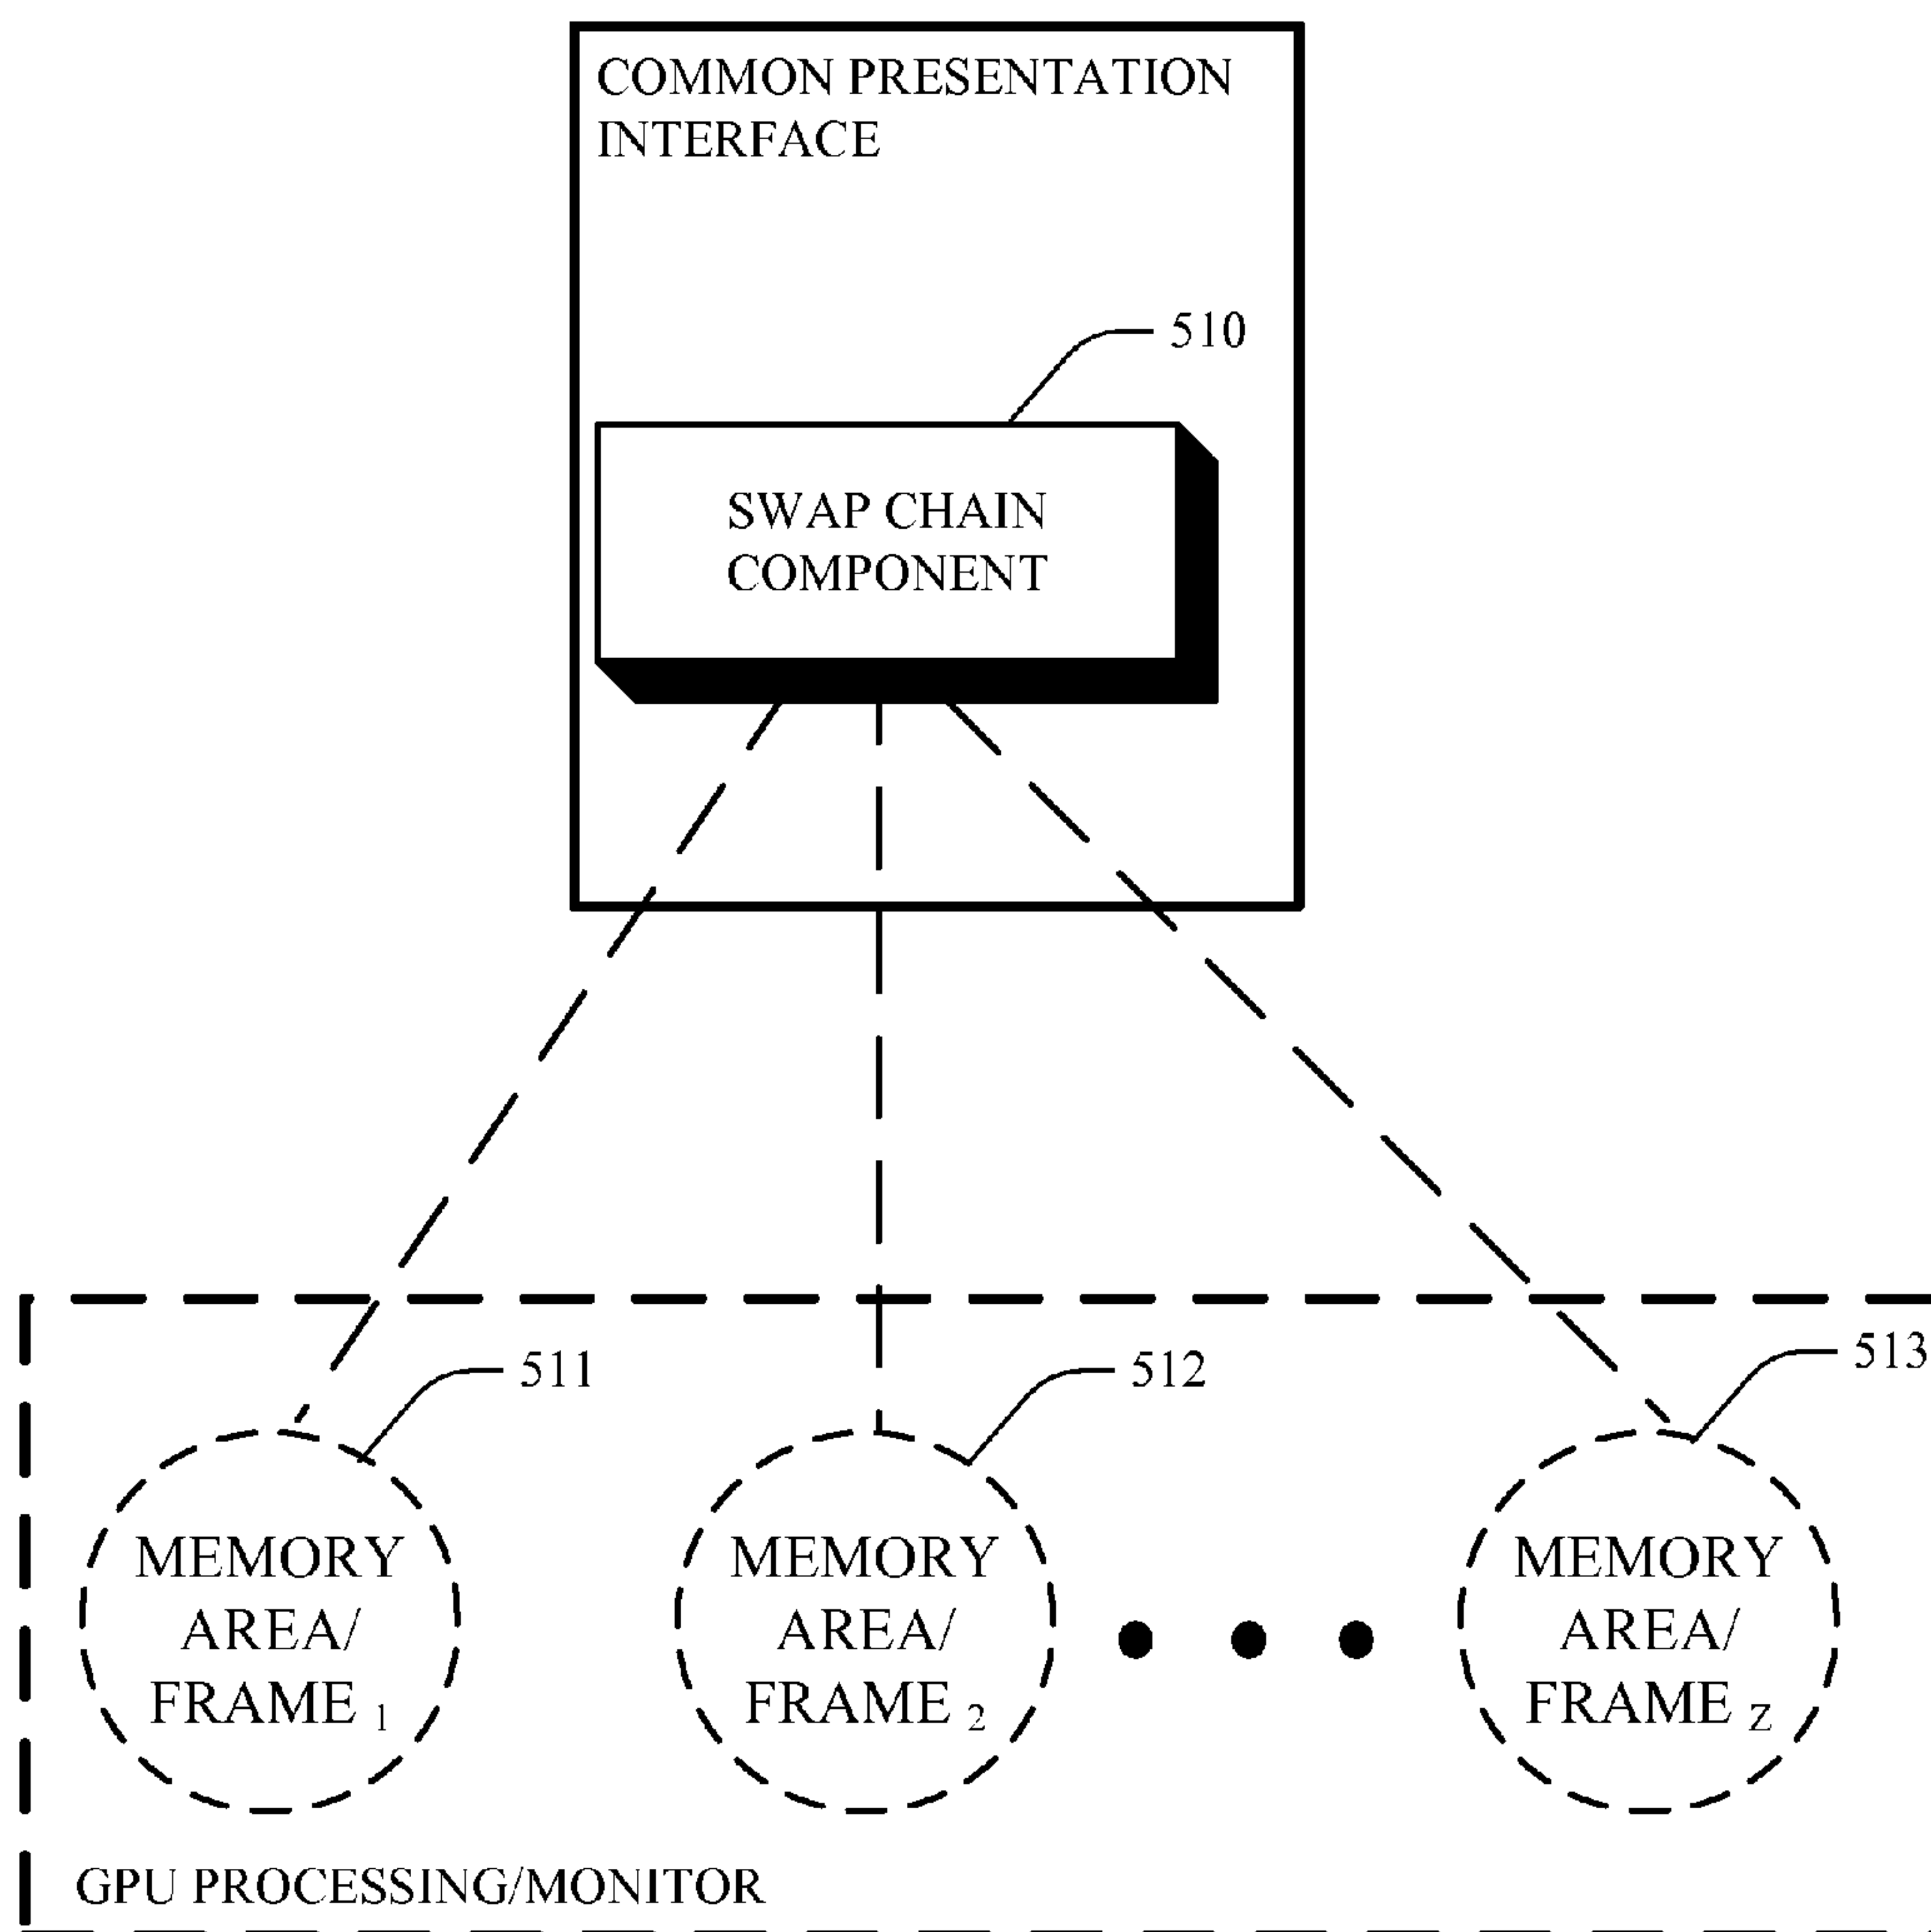 COMMON PRESENTATION
INTERFACE
510
SWAP CHAIN
COMPONENT
511
512
513
MEMORY
AREA/
FRAME 1
MEMORY
AREA/
FRAME 2
MEMORY
AREA/
FRAME Z
GPU PROCESSING/MONITOR